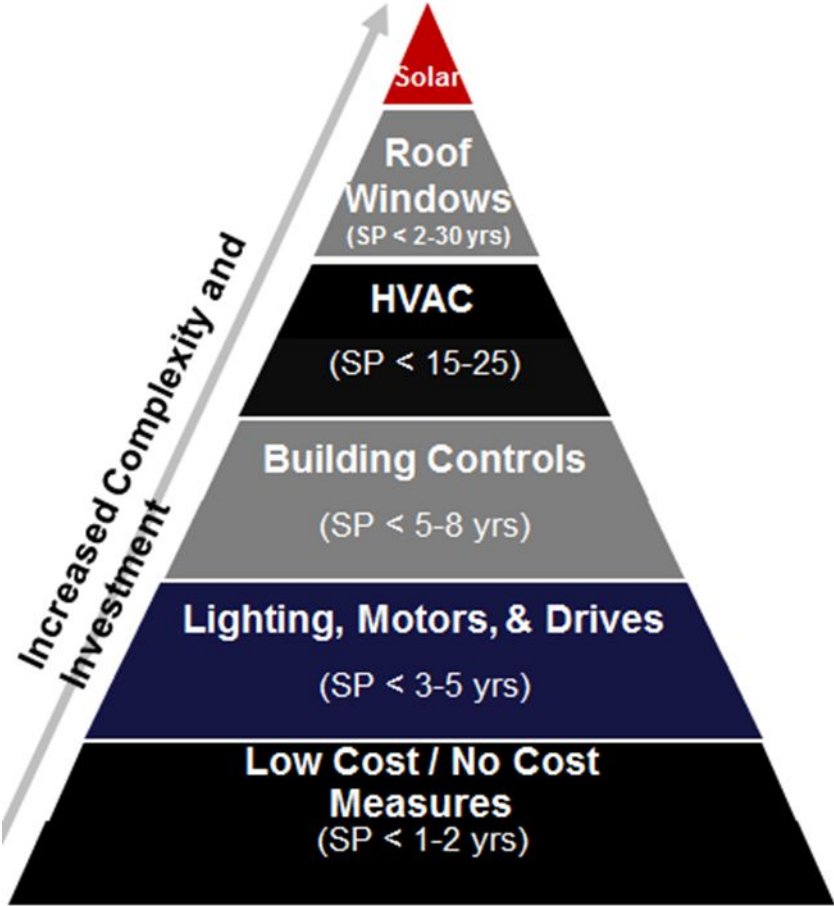 Solar
Roof
Windows
(SP < 2-30 yrs)
HVAC
(SP < 15-25)
Building Controls
(SP < 5-8 yrs)
Lighting, Motors, & Drives
(SP < 3-5 yrs)
Low Cost / No Cost
Measures
(SP < 1-2 yrs)
Increased Complexity and
Investment